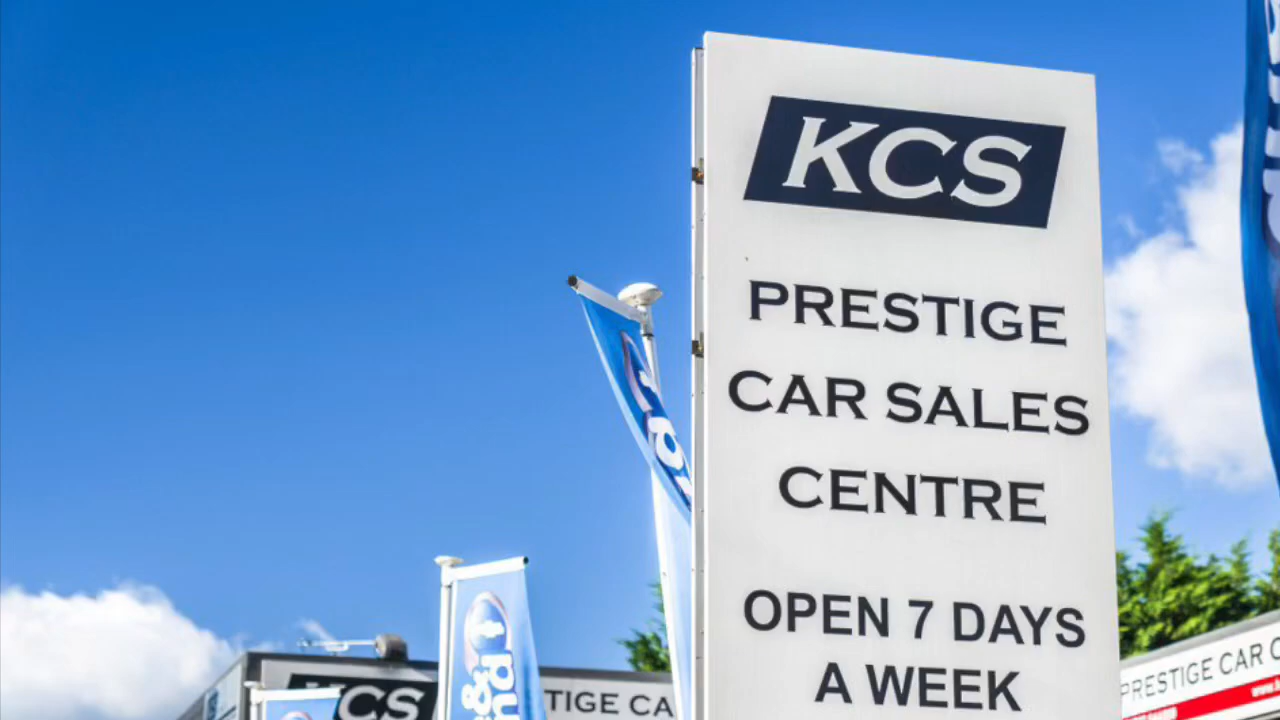 KCS
PRESTIGE
CAR SALES
CENTRE
OPEN 7 DAYS
A WEEK
KCS
TIGE CA
PRESTIGE CAR C